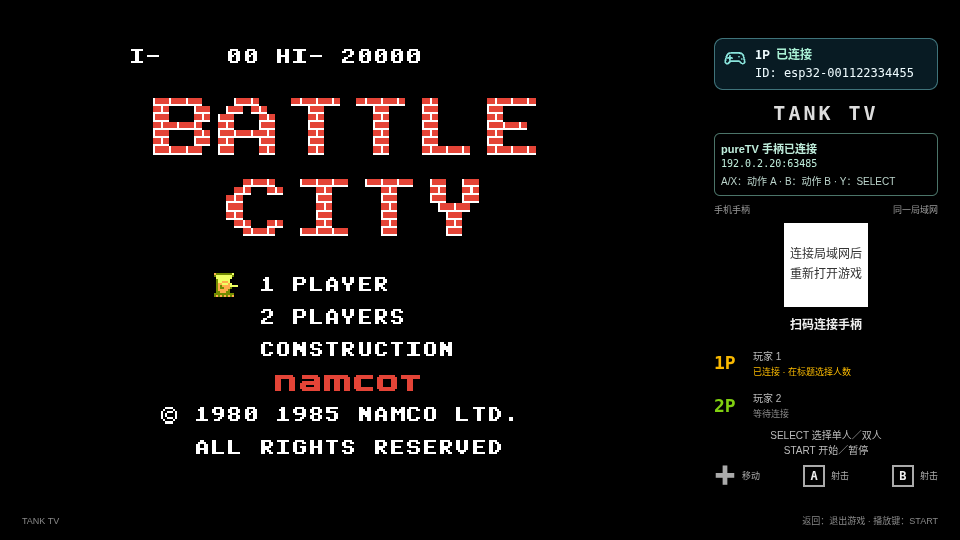 I-     00 HI- 20000
BATTLE
CITY
1 PLAYER
2 PLAYERS
CONSTRUCTION
namcot
© 1980 1985 NAMCO LTD.
ALL RIGHTS RESERVED
TANK TV
1P 已连接
ID: esp32-001122334455
TANK TV
pureTV 手柄已连接
192.0.2.20:63485
A/X：动作 A · B：动作 B · Y：SELECT
手机手柄 同一局域网
连接局域网后
重新打开游戏
扫码连接手柄
1P 玩家 1
已连接 · 在标题选择人数
2P 玩家 2
等待连接
SELECT 选择单人／双人
START 开始／暂停
移动 A 射击 B 射击
返回：退出游戏 · 播放键：START